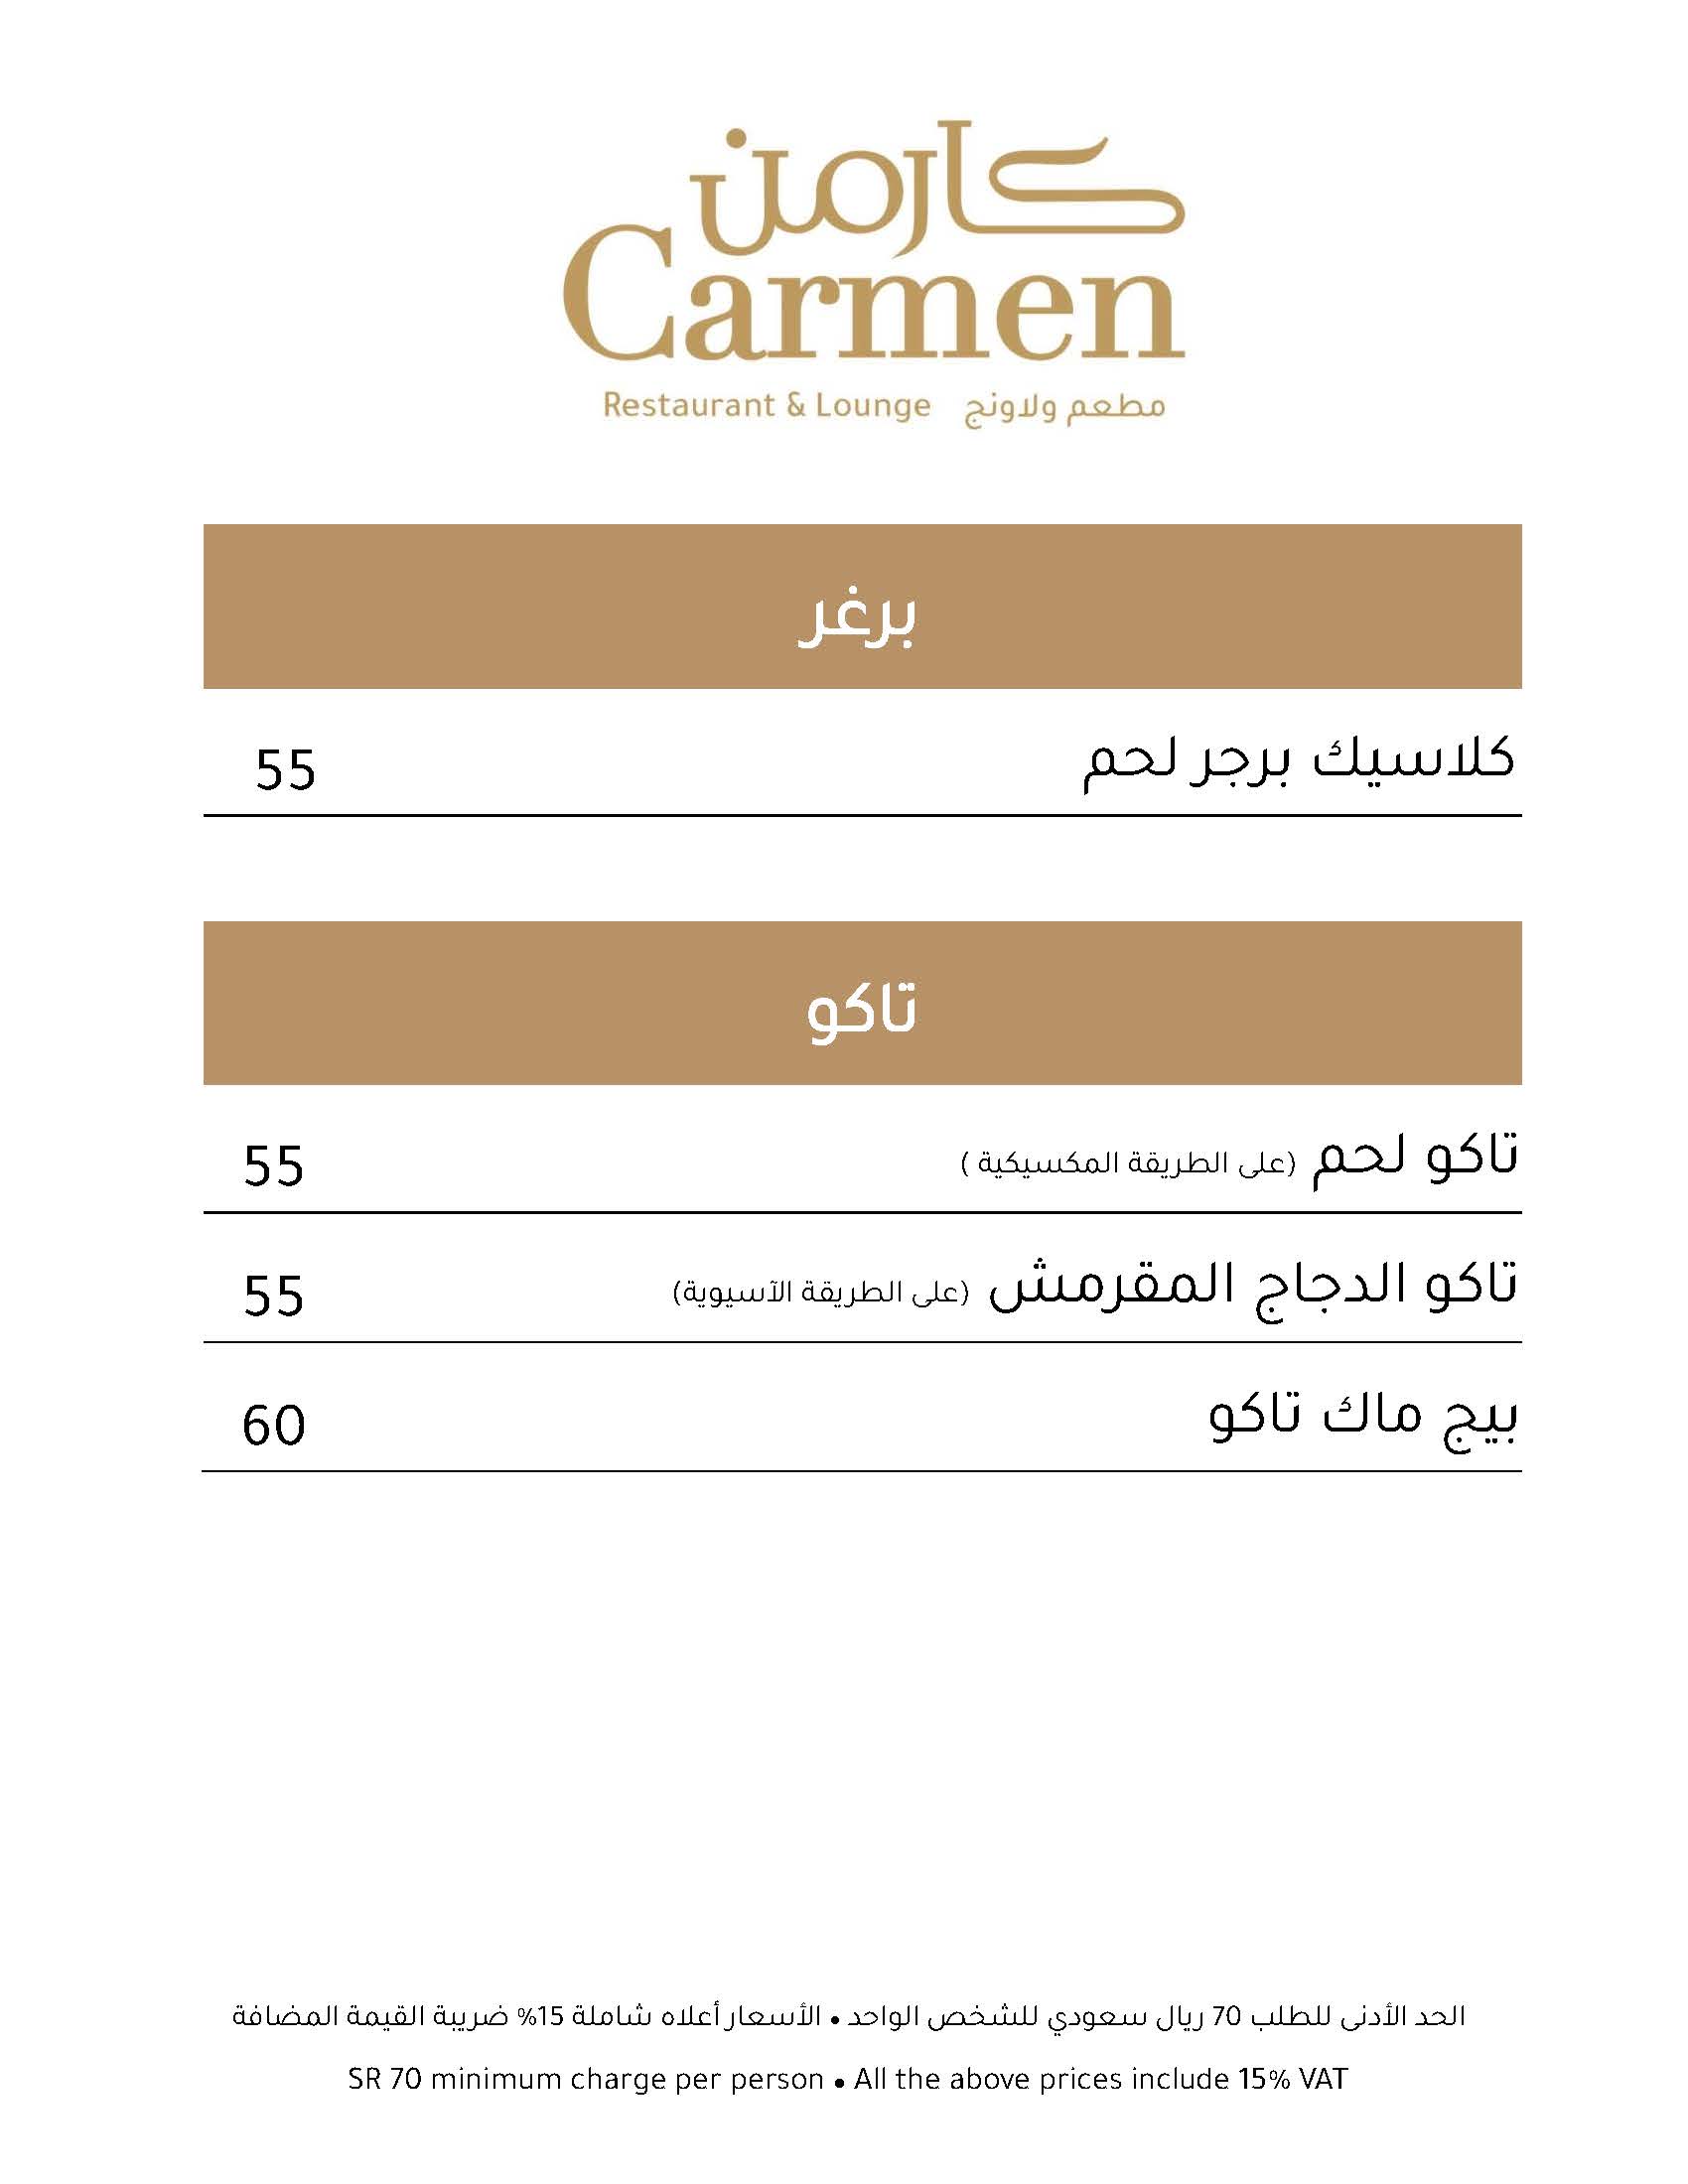 كارمن
Carmen
Restaurant & Lounge مطعم ولاونج
برغر
كلاسيك برجر لحم 55
تاكو
تاكو لحم (على الطريقة المكسيكية ) 55
تاكو الدجاج المقرمش (على الطريقة الآسيوية) 55
بيج ماك تاكو 60
الحد الأدنى للطلب 70 ريال سعودي للشخص الواحد • الأسعار أعلاه شاملة 15% ضريبة القيمة المضافة
SR 70 minimum charge per person • All the above prices include 15% VAT